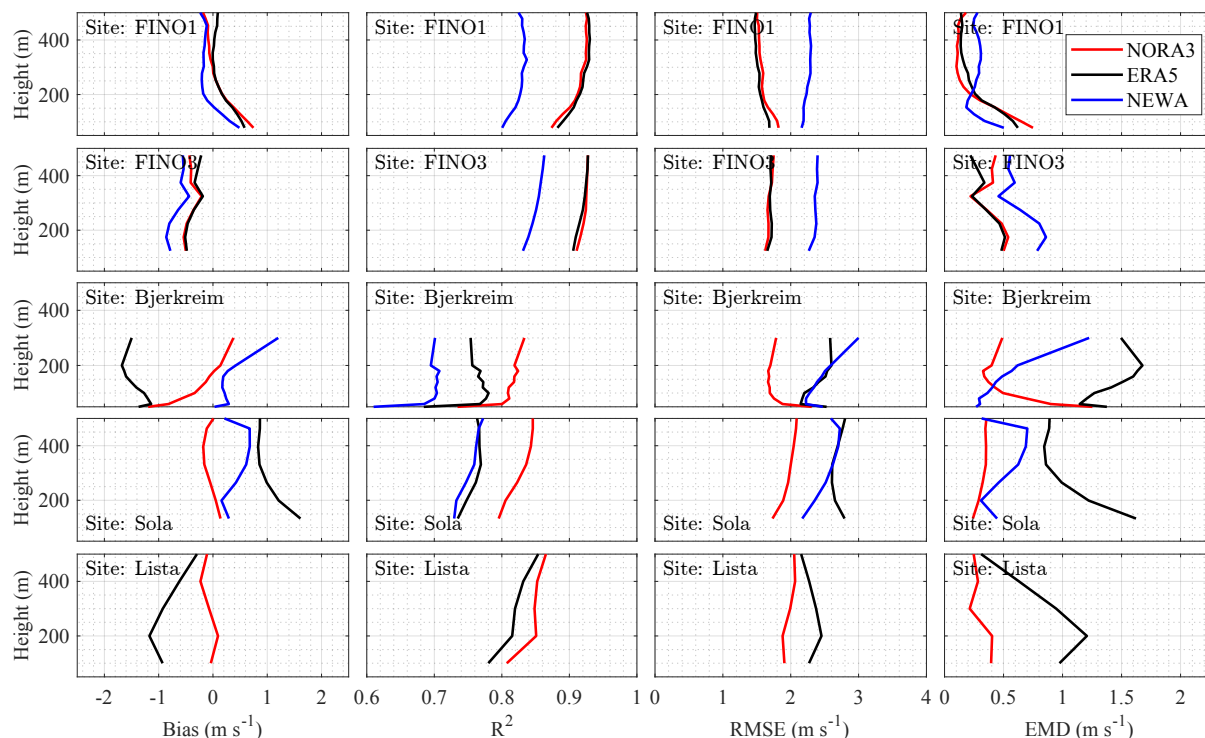 Site: FINO1 Site: FINO1 Site: FINO1 Site: FINO1
Height (m) 400 200
NORA3
ERA5
NEWA
Site: FINO3 Site: FINO3 Site: FINO3 Site: FINO3
Height (m) 400 200
Site: Bjerkreim Site: Bjerkreim Site: Bjerkreim Site: Bjerkreim
Height (m) 400 200
Height (m) 400 200
Site: Sola Site: Sola Site: Sola Site: Sola
Site: Lista Site: Lista Site: Lista Site: Lista
Height (m) 400 200
-2 -1 0 1 2 0.6 0.7 0.8 0.9 1 0 1 2 3 4 0 0.5 1 1.5 2
Bias (m s⁻¹) R² RMSE (m s⁻¹) EMD (m s⁻¹)